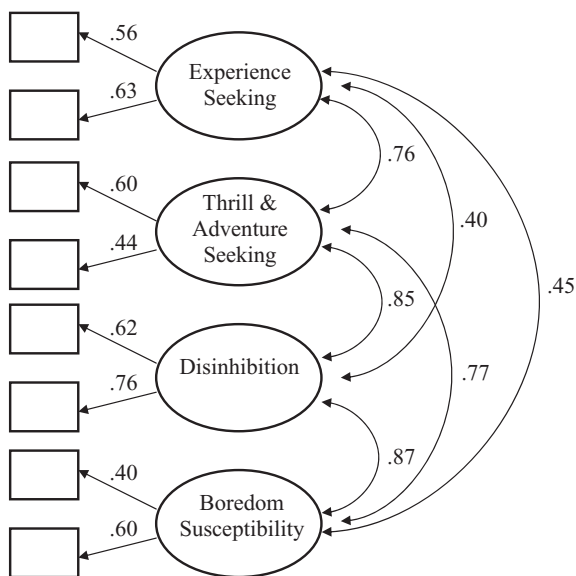 .56
Experience
Seeking
.63
.76
.60
Thrill &
Adventure
Seeking
.40
.44
.45
.85
.62
Disinhibition
.77
.76
.87
.40
Boredom
Susceptibility
.60